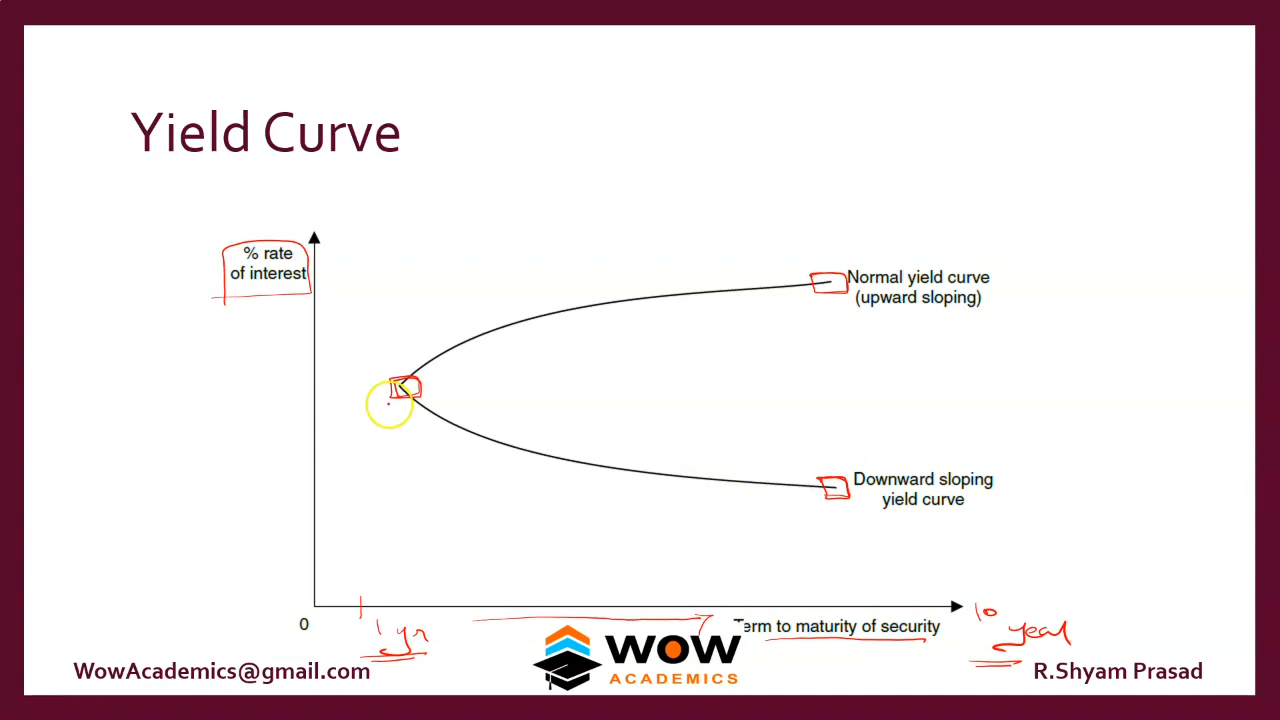 Yield Curve
% rate
of interest
Normal yield curve
(upward sloping)
Downward sloping
yield curve
0
1 yr
Term to maturity of security
10 year
WowAcademics@gmail.com
WOW
ACADEMICS
R.Shyam Prasad